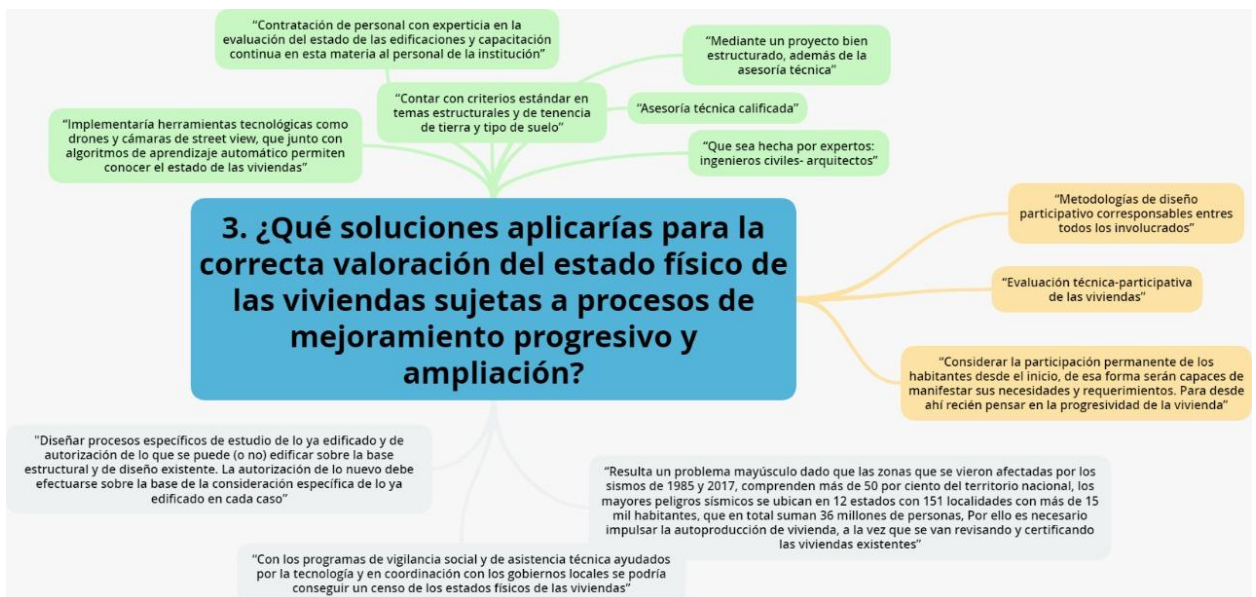 “Contratación de personal con experticia en la
evaluación del estado de las edificaciones y capacitación
continua en esta materia al personal de la institución”
“Mediante un proyecto bien
estructurado, además de la
asesoría técnica”
“Contar con criterios estándar en
temas estructurales y de tenencia
de tierra y tipo de suelo”
“Asesoría técnica calificada”
“Implementaría herramientas tecnológicas como
drones y cámaras de street view, que junto con
algoritmos de aprendizaje automático permiten
conocer el estado de las viviendas”
“Que sea hecha por expertos:
ingenieros civiles- arquitectos”
3. ¿Qué soluciones aplicarías para la
correcta valoración del estado físico de
las viviendas sujetas a procesos de
mejoramiento progresivo y
ampliación?
“Metodologías de diseño
participativo corresponsables entres
todos los involucrados”
“Evaluación técnica-participativa
de las viviendas”
“Considerar la participación permanente de los
habitantes desde el inicio, de esa forma serán capaces de
manifestar sus necesidades y requerimientos. Para desde
ahí recién pensar en la progresividad de la vivienda”
"Diseñar procesos específicos de estudio de lo ya edificado y de
autorización de lo que se puede (o no) edificar sobre la base
estructural y de diseño existente. La autorización de lo nuevo debe
efectuarse sobre la base de la consideración específica de lo ya
edificado en cada caso”
“Resulta un problema mayúsculo dado que las zonas que se vieron afectadas por los
sismos de 1985 y 2017, comprenden más de 50 por ciento del territorio nacional, los
mayores peligros sísmicos se ubican en 12 estados con 151 localidades con más de 15
mil habitantes, que en total suman 36 millones de personas, Por ello es necesario
impulsar la autoproducción de vivienda, a la vez que se van revisando y certificando
las viviendas existentes”
“Con los programas de vigilancia social y de asistencia técnica ayudados
por la tecnología y en coordinación con los gobiernos locales se podría
conseguir un censo de los estados físicos de las viviendas”